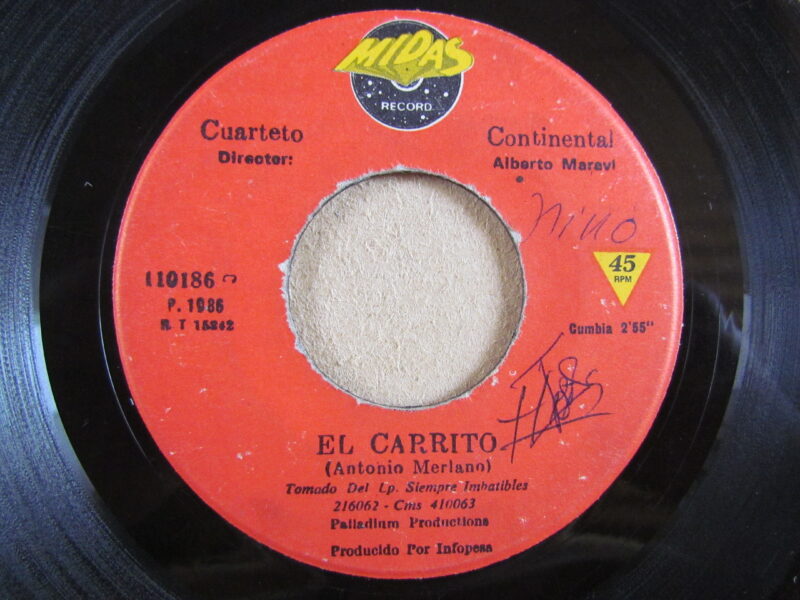 MIDAS
RECORD
Cuarteto Continental
Director: Alberto Maravi
nino
110186
45
RPM
P. 1986
R T 15842
Cumbia 2'55"
EL CARRITO
(Antonio Merlano)
Tomado Del Lp. Siempre Imbatibles
216062 - Cms 410063
Palladium Productions
Producido Por Infopesa